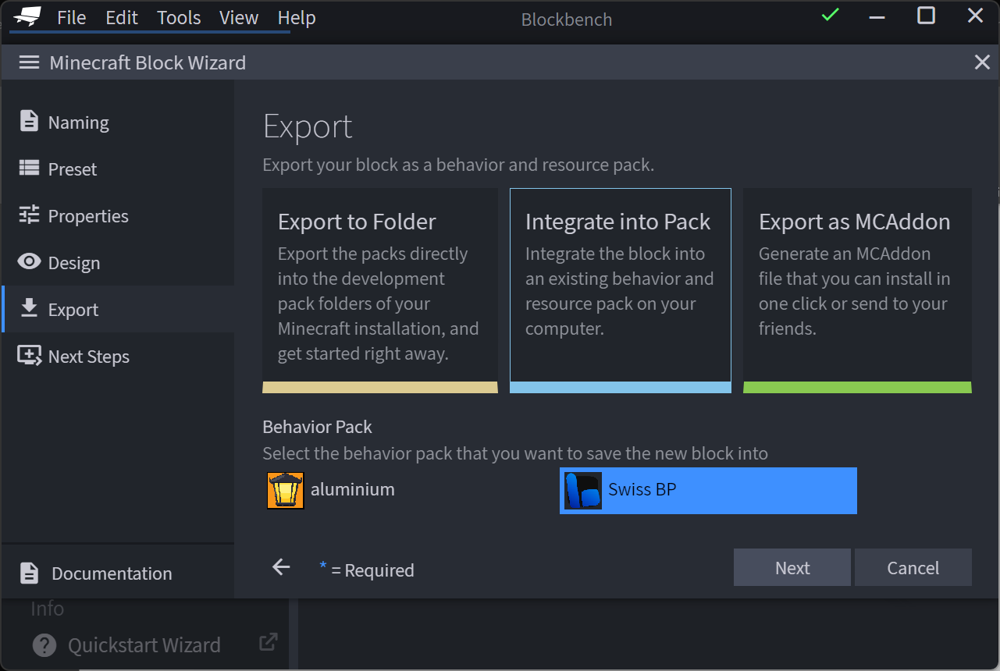 File Edit Tools View Help Blockbench
Minecraft Block Wizard
Naming
Preset
Properties
Design
Export
Next Steps
Documentation
Export
Export your block as a behavior and resource pack.
Export to Folder
Export the packs directly
into the development
pack folders of your
Minecraft installation, and
get started right away.
Integrate into Pack
Integrate the block into
an existing behavior and
resource pack on your
computer.
Export as MCAddon
Generate an MCAddon
file that you can install in
one click or send to your
friends.
Behavior Pack
Select the behavior pack that you want to save the new block into
aluminium
Swiss BP
* = Required
Next
Cancel
Info
Quickstart Wizard